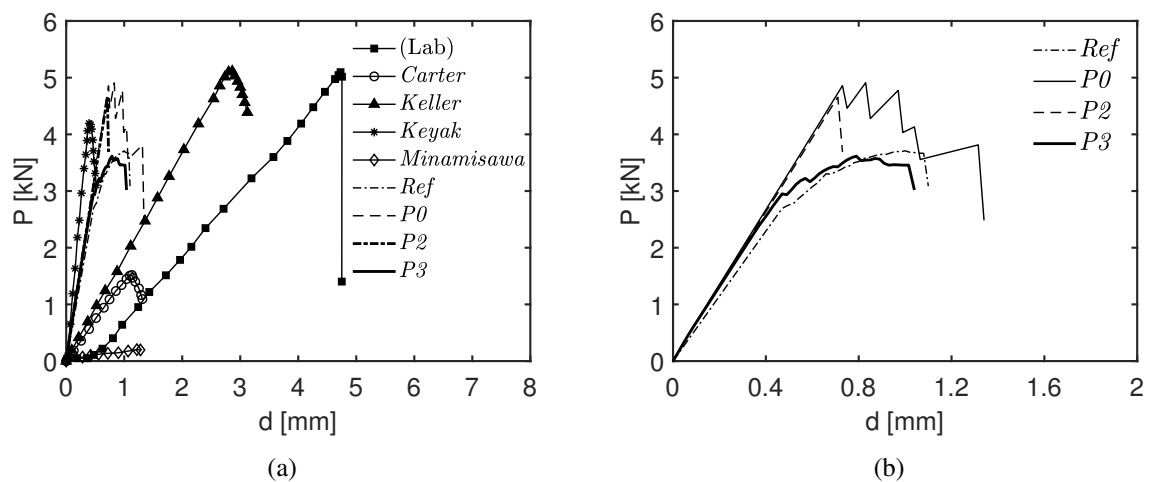 6
5
4
3
2
1
0
P [kN]
0 1 2 3 4 5 6 7 8
d [mm]
(Lab)
Carter
Keller
Keyak
Minamisawa
Ref
P0
P2
P3
(a)
6
5
4
3
2
1
0
P [kN]
0 0.4 0.8 1.2 1.6 2
d [mm]
Ref
P0
P2
P3
(b)